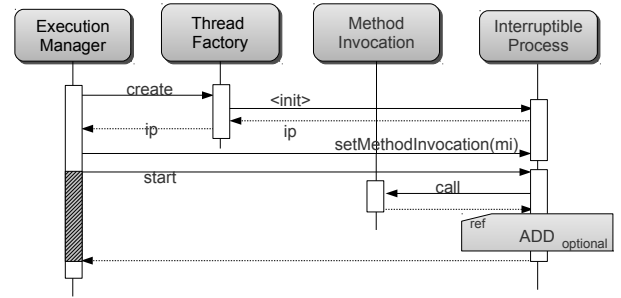 Execution
Manager
Thread
Factory
Method
Invocation
Interruptible
Process
create
<init>
ip
ip
setMethodInvocation(mi)
start
call
ref
ADD
optional